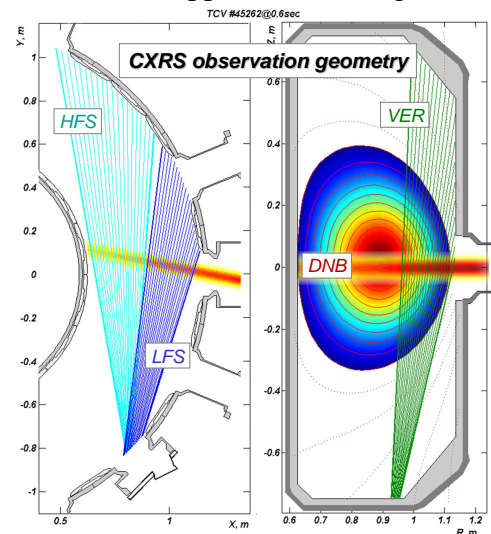 TCV #45262@0.6sec
Y, m
CXRS observation geometry
1
0.8
0.6
0.4
0.2
0
-0.2
-0.4
-0.6
-0.8
-1
HFS
LFS
0.5
1
X, m
0.6
0.4
0.2
0
-0.2
-0.4
-0.6
VER
DNB
0.6 0.7 0.8 0.9 1.0 1.1 1.2
R, m